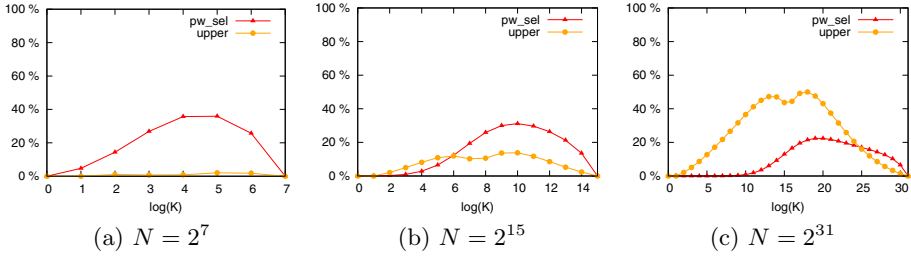 100 %
80 %
60 %
40 %
20 %
0 %
pw_sel
upper
0 1 2 3 4 5 6 7
log(K)
(a) N = 2^7
100 %
80 %
60 %
40 %
20 %
0 %
pw_sel
upper
0 2 4 6 8 10 12 14
log(K)
(b) N = 2^15
100 %
80 %
60 %
40 %
20 %
0 %
pw_sel
upper
0 5 10 15 20 25 30
log(K)
(c) N = 2^31